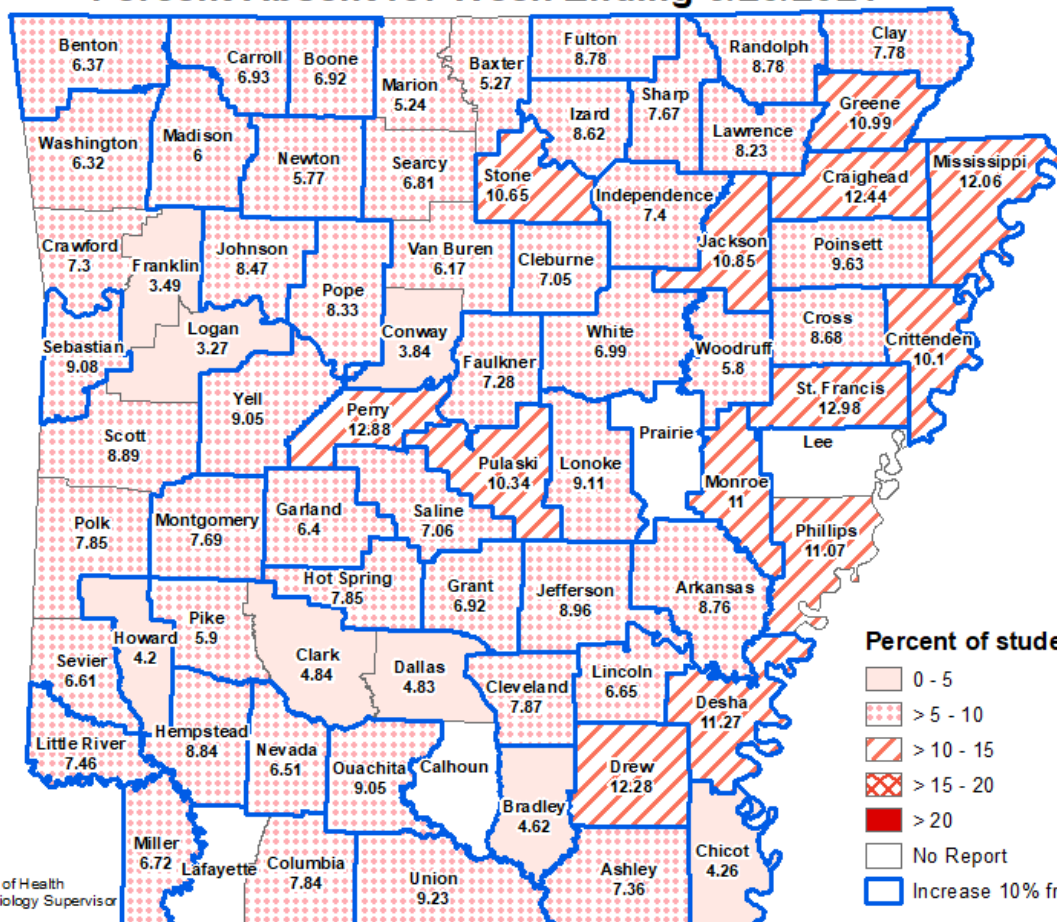 Percent Absent for Week Ending
Benton
6.37
Carroll
6.93
Boone
6.92
Marion
5.24
Baxter
5.27
Fulton
8.78
Randolph
8.78
Clay
7.78
Sharp
7.67
Izard
8.62
Greene
10.99
Lawrence
8.23
Washington
6.32
Madison
6
Newton
5.77
Searcy
6.81
Stone
10.65
Independence
7.4
Craighead
12.44
Mississippi
12.06
Crawford
7.3
Franklin
3.49
Johnson
8.47
Van Buren
6.17
Cleburne
7.05
Jackson
10.85
Poinsett
9.63
Pope
8.33
Logan
3.27
Conway
3.84
Sebastian
9.08
Faulkner
7.28
White
6.99
Woodruff
5.8
Cross
8.68
Crittenden
10.1
Yell
9.05
Perry
12.88
St. Francis
12.98
Scott
8.89
Prairie
Lee
Pulaski
10.34
Lonoke
9.11
Monroe
11
Polk
7.85
Montgomery
7.69
Garland
6.4
Saline
7.06
Phillips
11.07
Hot Spring
7.85
Grant
6.92
Jefferson
8.96
Arkansas
8.76
Pike
5.9
Howard
4.2
Sevier
6.61
Clark
4.84
Dallas
4.83
Cleveland
7.87
Lincoln
6.65
Desha
11.27
Little River
7.46
Hempstead
8.84
Nevada
6.51
Ouachita
9.05
Calhoun
Bradley
4.62
Drew
12.28
Miller
6.72
Lafayette
Columbia
7.84
Union
9.23
Ashley
7.36
Chicot
4.26
Percent of stude
0 - 5
> 5 - 10
> 10 - 15
> 15 - 20
> 20
No Report
Increase 10% fr
of Health
iology Supervisor